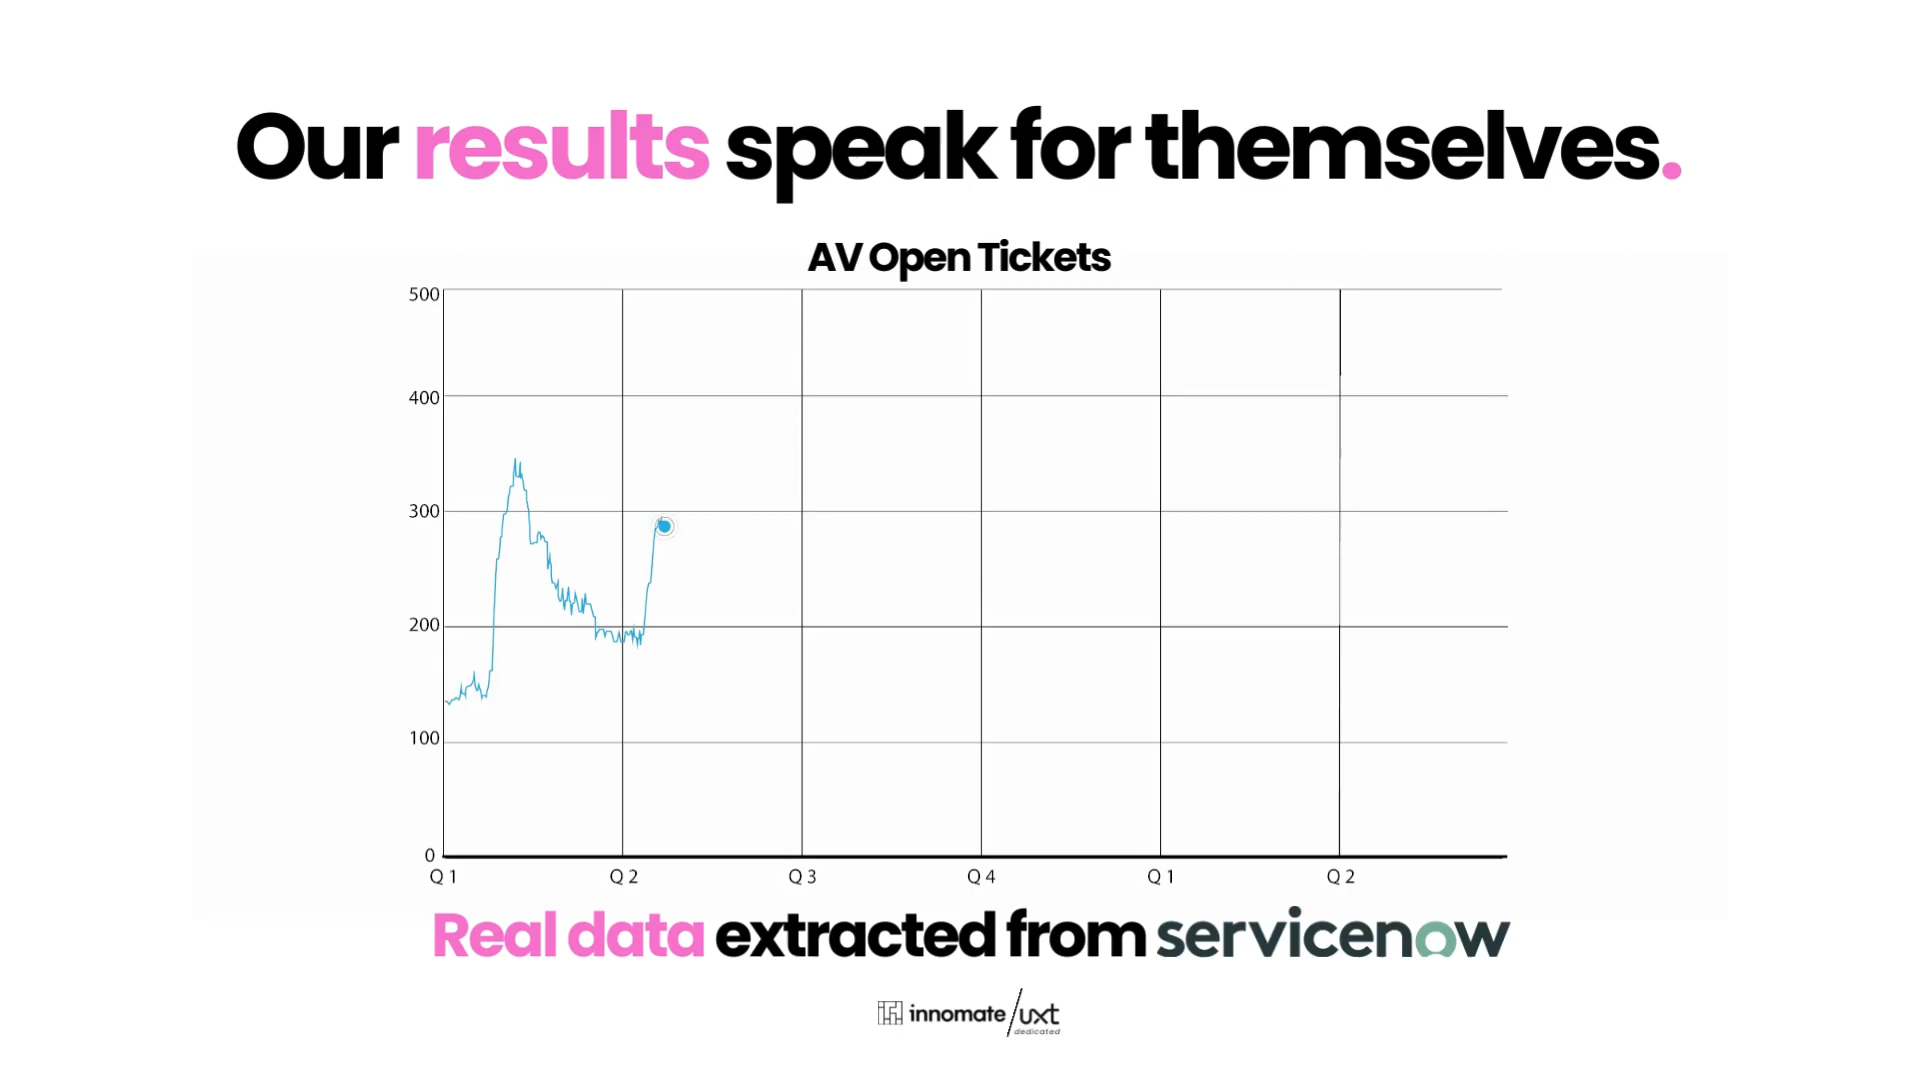 Our results speak for themselves.
AV Open Tickets
500
400
300
200
100
0
Q 1 Q 2 Q 3 Q 4 Q 1 Q 2
Real data extracted from servicenow
innomate/uxt
dedicated